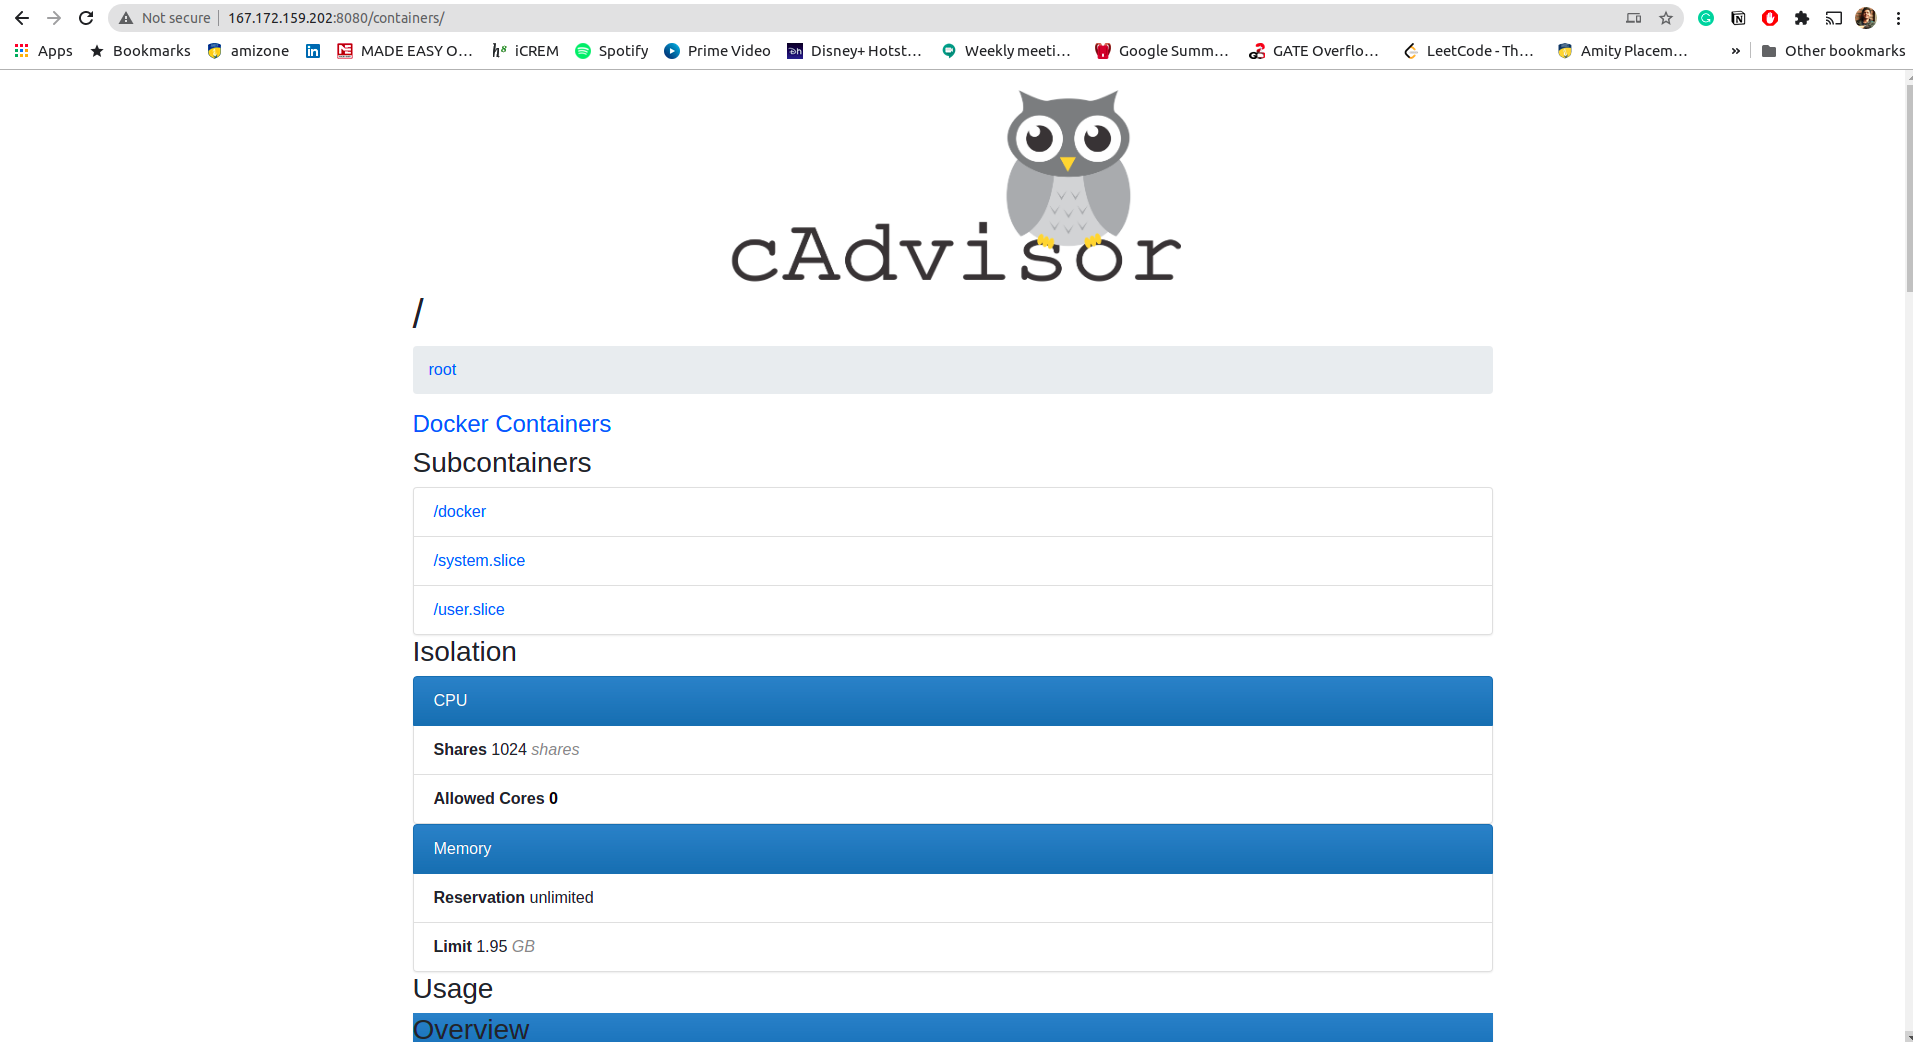 Not secure 167.172.159.202:8080/containers/
Apps Bookmarks amizone MADE EASY O... iCREM Spotify Prime Video Disney+ Hotst... Weekly meeti... Google Summ... GATE Overflo... LeetCode - Th... Amity Placem... » Other bookmarks
cAdvisor
/
root
Docker Containers
Subcontainers
/docker
/system.slice
/user.slice
Isolation
CPU
Shares 1024 shares
Allowed Cores 0
Memory
Reservation unlimited
Limit 1.95 GB
Usage
Overview